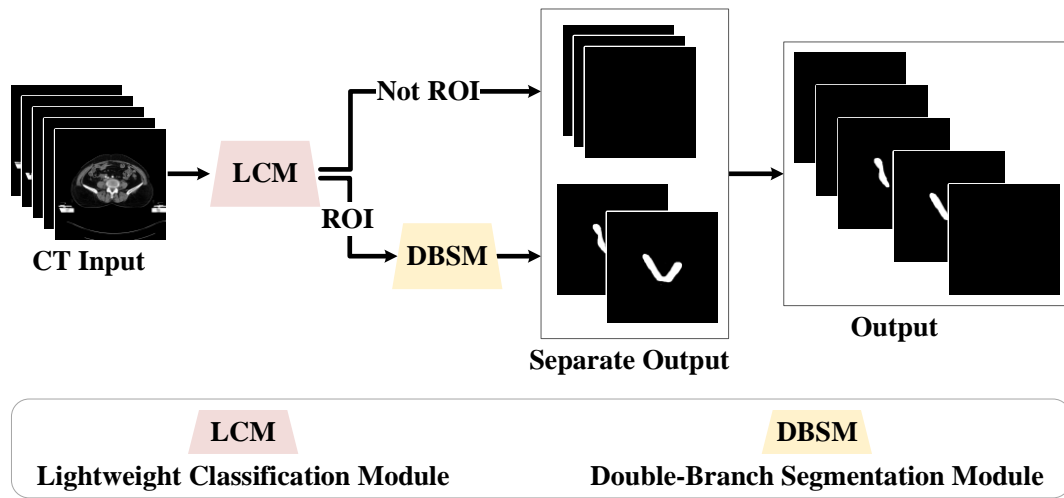 Not ROI
LCM
ROI
DBSM
CT Input
Separate Output
Output
LCM
Lightweight Classification Module
DBSM
Double-Branch Segmentation Module